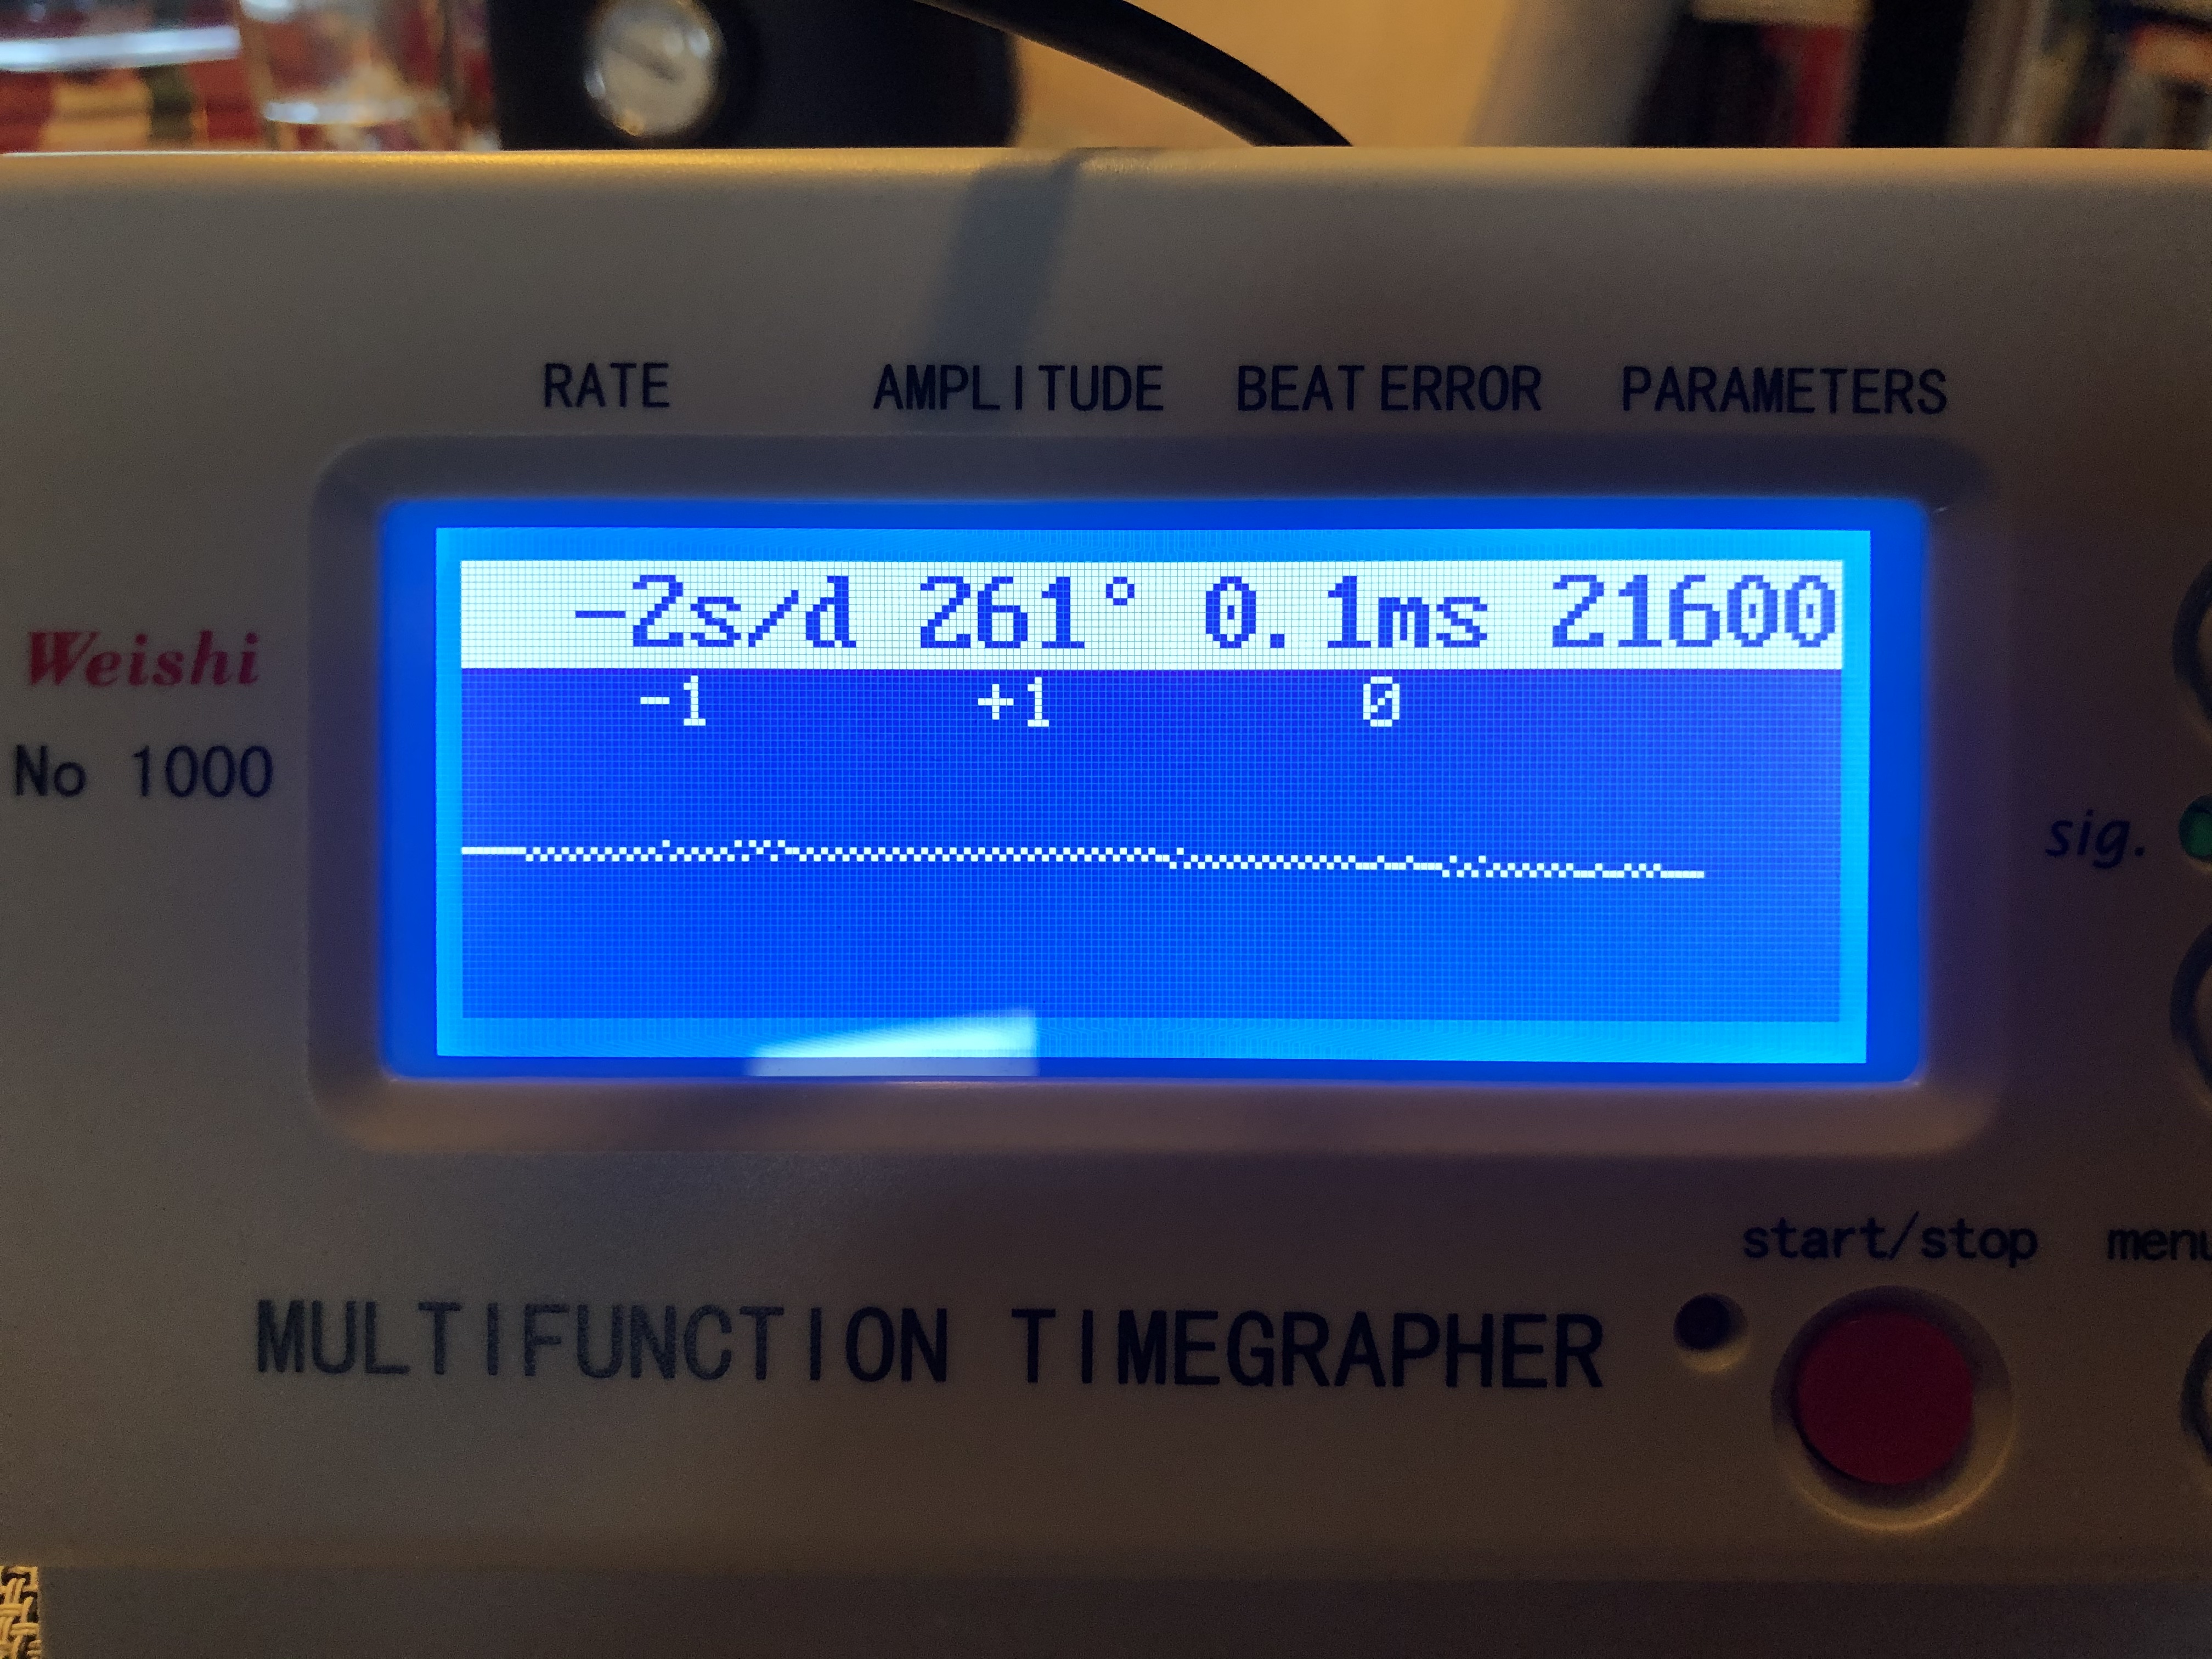 RATE AMPLITUDE BEAT ERROR PARAMETERS
-2s/d 261° 0.1ms 21600
-1 +1 0
Weishi
No 1000
sig.
start/stop menu
MULTIFUNCTION TIMEGRAPHER